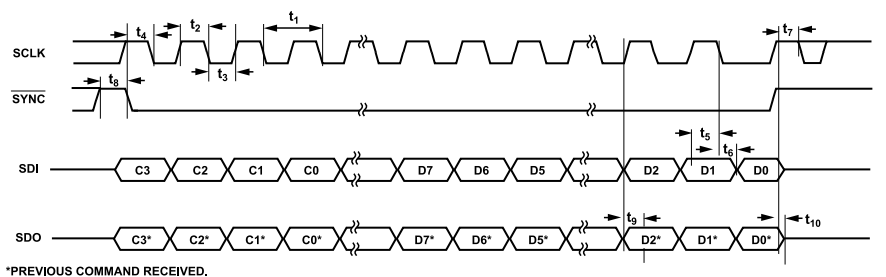 t4 t2 t1 t7
SCLK
t3
t8
SYNC
t5
t6
SDI C3 C2 C1 C0 D7 D6 D5 D2 D1 D0
t9 t10
SDO C3* C2* C1* C0* D7* D6* D5* D2* D1* D0*
*PREVIOUS COMMAND RECEIVED.